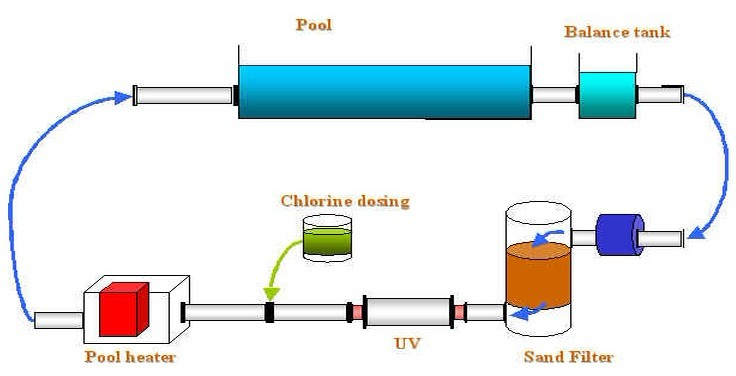 Pool
Balance tank
Chlorine dosing
UV
Sand Filter
Pool heater